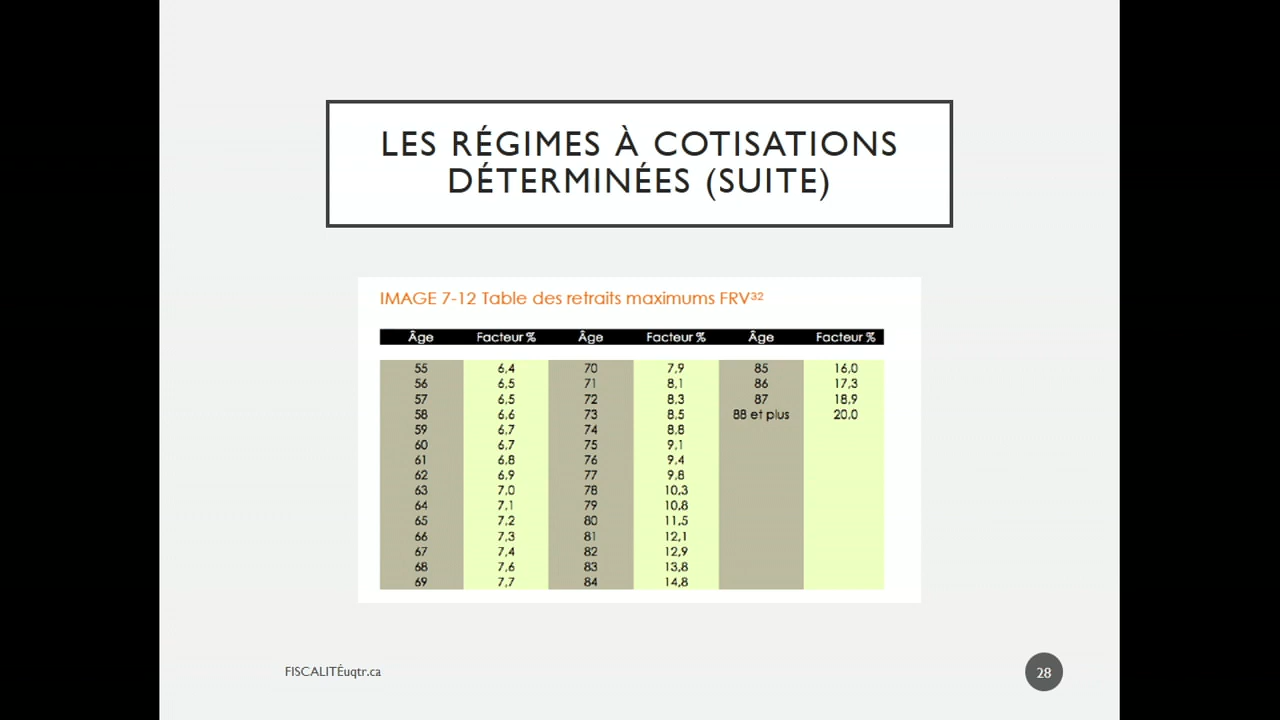 LES RÉGIMES À COTISATIONS
DÉTERMINÉES (SUITE)
IMAGE 7-12 Table des retraits maximums FRV³²
Âge Facteur % Âge Facteur % Âge Facteur %
55 6,4 70 7,9 85 16,0
56 6,5 71 8,1 86 17,3
57 6,5 72 8,3 87 18,9
58 6,6 73 8,5 88 et plus 20,0
59 6,7 74 8,8
60 6,7 75 9,1
61 6,8 76 9,4
62 6,9 77 9,8
63 7,0 78 10,3
64 7,1 79 10,8
65 7,2 80 11,5
66 7,3 81 12,1
67 7,4 82 12,9
68 7,6 83 13,8
69 7,7 84 14,8
FISCALITÉuqtr.ca
28